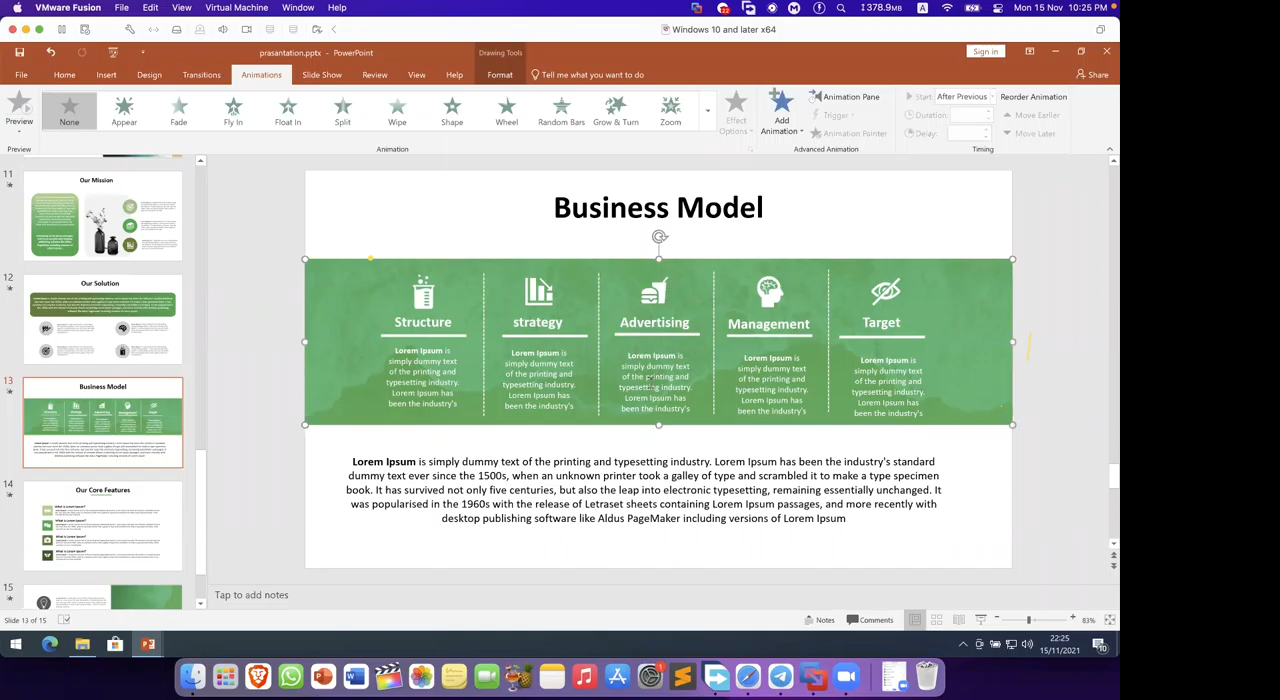 VMware Fusion File Edit View Virtual Machine Window Help
378.9MB A Mon 15 Nov 10:25 PM
Windows 10 and later x64
prasantation.pptx - PowerPoint
Drawing Tools
Sign in
File Home Insert Design Transitions Animations Slide Show Review View Help Format Tell me what you want to do
Share
Preview
None Appear Fade Fly In Float In Split Wipe Shape Wheel Random Bars Grow & Turn Zoom
Effect
Options
Add
Animation
Animation Pane
Trigger
Animation Painter
Start: After Previous
Duration:
Delay:
Reorder Animation
Move Earlier
Move Later
Preview Animation Advanced Animation Timing
11
Our Mission
12
Our Solution
13
Business Model
14
Our Core Features
What is Lorem Ipsum?
What is Lorem Ipsum?
What is Lorem Ipsum?
What is Lorem Ipsum?
15
Business Model
Structure
Lorem Ipsum is
simply dummy text
of the printing and
typesetting industry.
Lorem Ipsum has
been the industry's
strategy
Lorem Ipsum is
simply dummy text
of the printing and
typesetting industry.
Lorem Ipsum has
been the industry's
Advertising
Lorem Ipsum is
simply dummy text
of the printing and
typesetting industry.
Lorem Ipsum has
been the industry's
Management
Lorem Ipsum is
simply dummy text
of the printing and
typesetting industry.
Lorem Ipsum has
been the industry's
Target
Lorem Ipsum is
simply dummy text
of the printing and
typesetting industry.
Lorem Ipsum has
been the industry's
Lorem Ipsum is simply dummy text of the printing and typesetting industry. Lorem Ipsum has been the industry's standard
dummy text ever since the 1500s, when an unknown printer took a galley of type and scrambled it to make a type specimen
book. It has survived not only five centuries, but also the leap into electronic typesetting, remaining essentially unchanged. It
was popularised in the 1960s with the release of Letraset sheets containing Lorem Ipsum passages, and more recently with
desktop publishing software like Aldus PageMaker including versions of Lorem Ipsum
Tap to add notes
Slide 13 of 15
Notes Comments
83%
22:25
15/11/2021